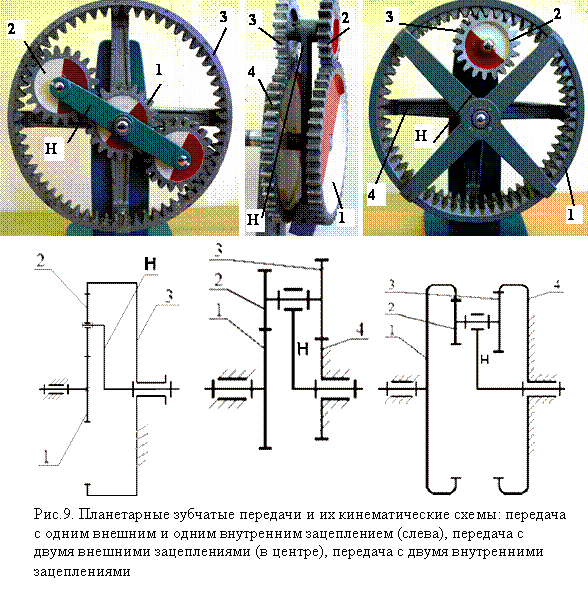 2
3
1
Н
3
2
4
Н
1
3
2
Н
4
1
2
Н
3
1
3
2
1
Н
4
3
2
1
Н
4
Рис.9. Планетарные зубчатые передачи и их кинематические схемы: передача
с одним внешним и одним внутренним зацеплением (слева), передача с
двумя внешними зацеплениями (в центре), передача с двумя внутренними
зацеплениями